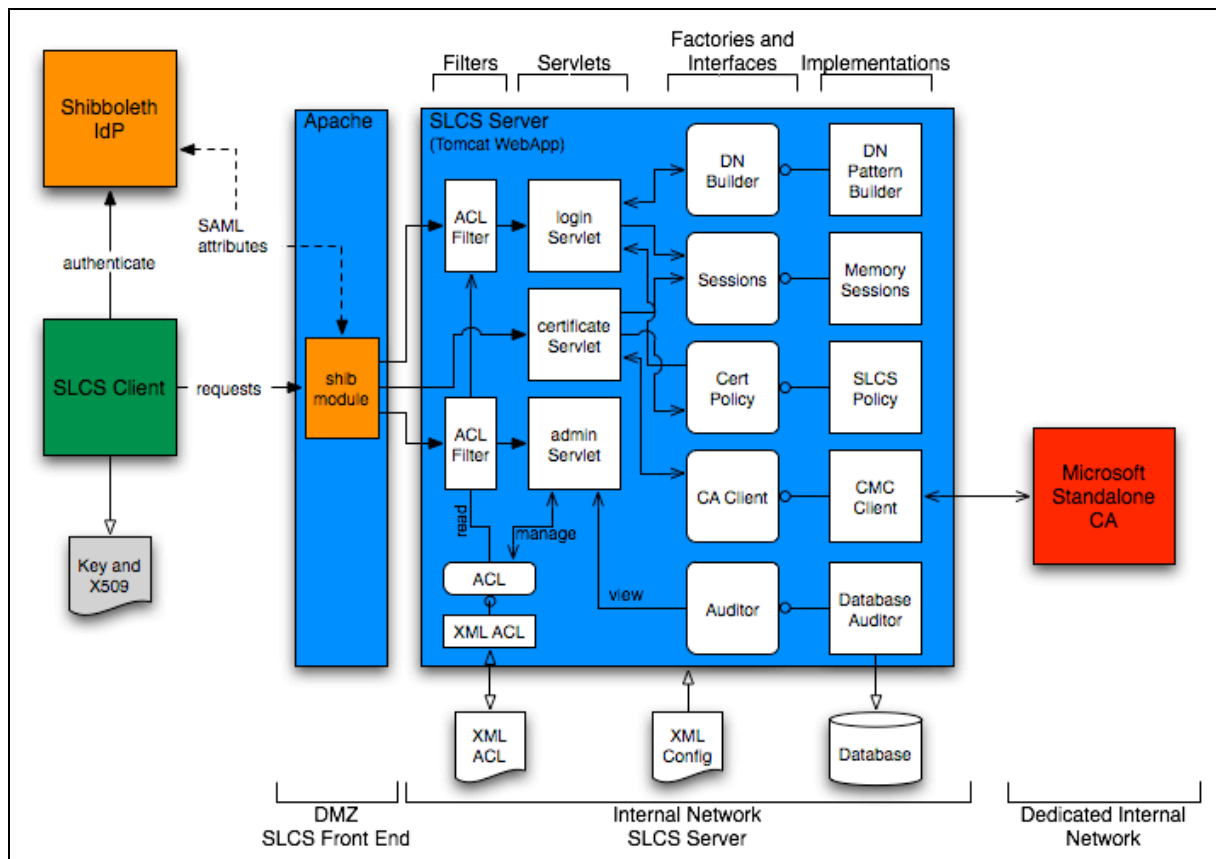 Filters
Servlets
Factories and
Interfaces
Implementations
Shibboleth
IdP
Apache
SLCS Server
(Tomcat WebApp)
SAML
attributes
authenticate
ACL
Filter
login
Servlet
DN
Builder
DN
Pattern
Builder
Sessions
Memory
Sessions
certificate
Servlet
SLCS Client
requests
shib
module
Cert
Policy
SLCS
Policy
ACL
Filter
admin
Servlet
CA Client
CMC
Client
Microsoft
Standalone
CA
read
manage
Key and
X509
ACL
XML ACL
view
Auditor
Database
Auditor
XML
ACL
XML
Config
Database
DMZ
SLCS Front End
Internal Network
SLCS Server
Dedicated Internal
Network